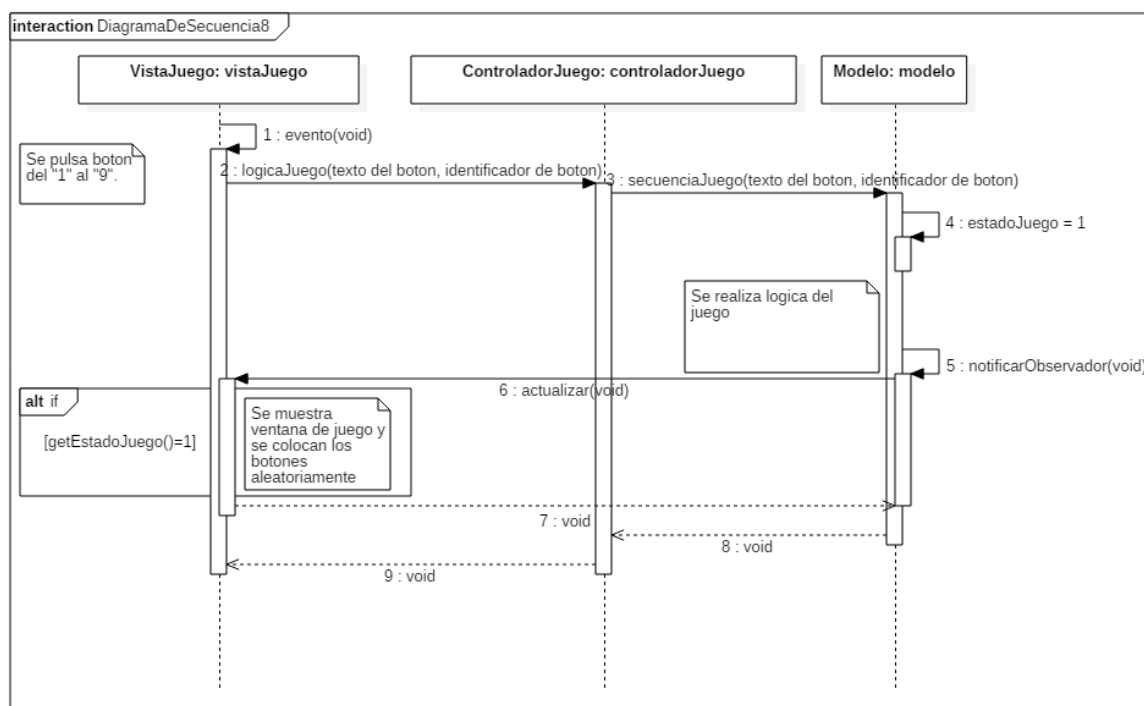 interaction DiagramaDeSecuencia8
VistaJuego: vistaJuego
ControladorJuego: controladorJuego
Modelo: modelo
1 : evento(void)
Se pulsa boton
del "1" al "9".
2 : logicaJuego(texto del boton, identificador de boton)
3 : secuenciaJuego(texto del boton, identificador de boton)
4 : estadoJuego = 1
Se realiza logica del
juego
5 : notificarObservador(void)
6 : actualizar(void)
alt if
[getEstadoJuego()=1]
Se muestra
ventana de juego y
se colocan los
botones
aleatoriamente
7 : void
8 : void
9 : void